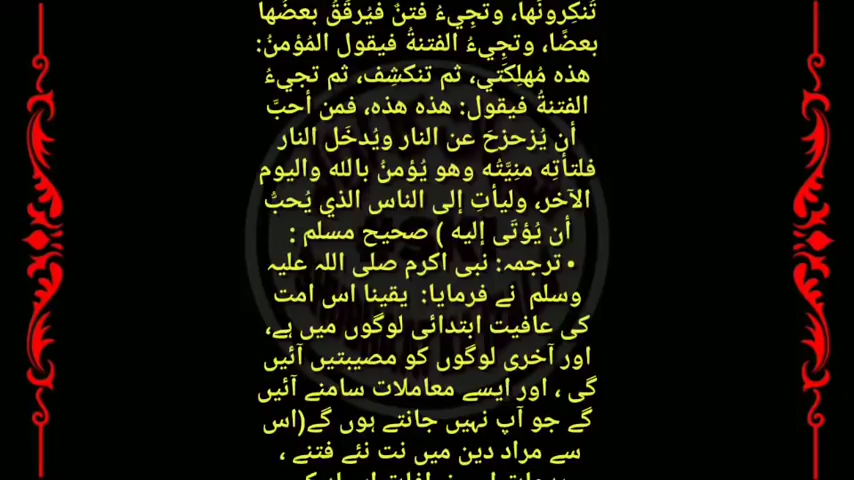 تُنكِرونها، وتجِيءُ فتنٌ فيُرقِّقُ بعضُها
بعضًا، وتجِيءُ الفتنةُ فيقول المُؤمنُ:
هذه مُهلِكَتي، ثم تنكشِف، ثم تجيءُ
الفتنةُ فيقول: هذه هذه، فمن أحبَّ
أن يُزحزحَ عن النار ويُدخَل النار
فلتأتِه منِيَّتُه وهو يُؤمنُ بالله واليوم
الآخر، وليأتِ إلى الناس الذي يُحبُّ
أن يُؤتَى إليه ) صحيح مسلم :
• ترجمہ: نبی اکرم صلی اللہ علیہ
وسلم نے فرمایا: یقینا اس امت
کی عافیت ابتدائی لوگوں میں ہے،
اور آخری لوگوں کو مصیبتیں آئیں
گی ، اور ایسے معاملات سامنے آئیں
گے جو آپ نہیں جانتے ہوں گے(اس
سے مراد دین میں نت نئے فتنے ،